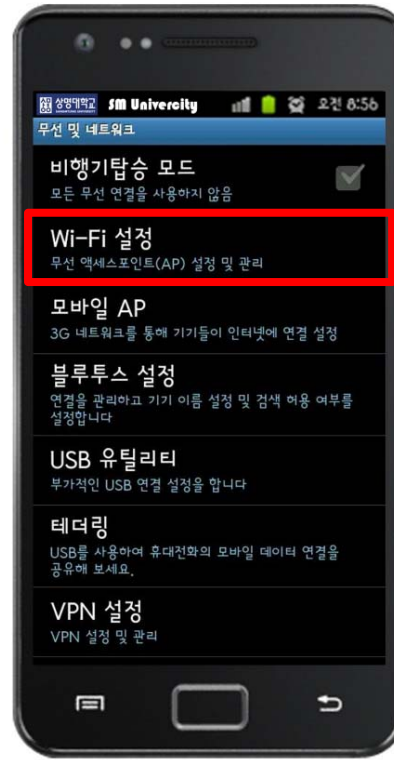 상명대학교 SM Univercity 오전 8:56
무선 및 네트워크
비행기탑승 모드
모든 무선 연결을 사용하지 않음
Wi-Fi 설정
무선 액세스포인트(AP) 설정 및 관리
모바일 AP
3G 네트워크를 통해 기기들이 인터넷에 연결 설정
블루투스 설정
연결을 관리하고 기기 이름 설정 및 검색 허용 여부를
설정합니다
USB 유틸리티
부가적인 USB 연결 설정을 합니다
테더링
USB를 사용하여 휴대전화의 모바일 데이터 연결을
공유해 보세요.
VPN 설정
VPN 설정 및 관리